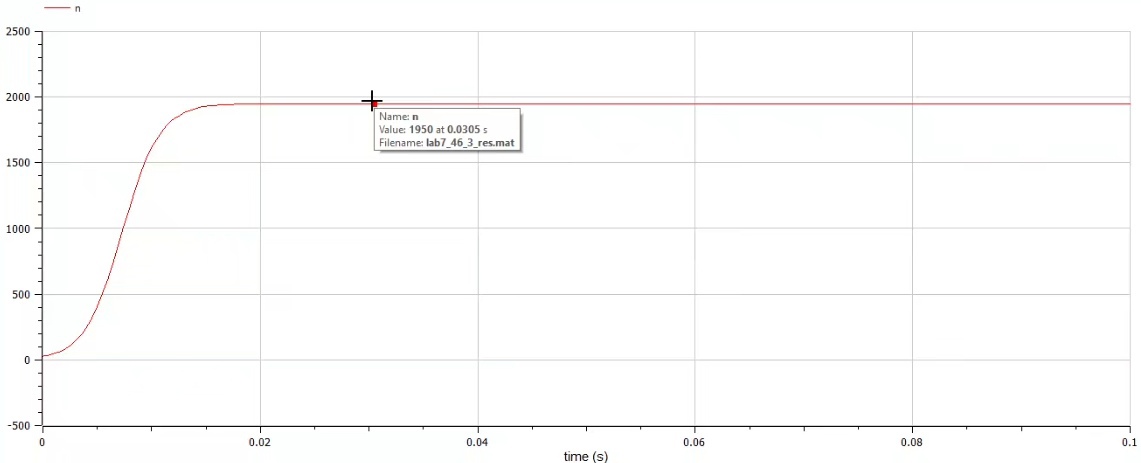 n
2500
2000
Name: n
Value: 1950 at 0.0305 s
Filename: lab7_46_3_res.mat
1500
1000
500
0
-500
0 0.02 0.04 0.06 0.08 0.1
time (s)